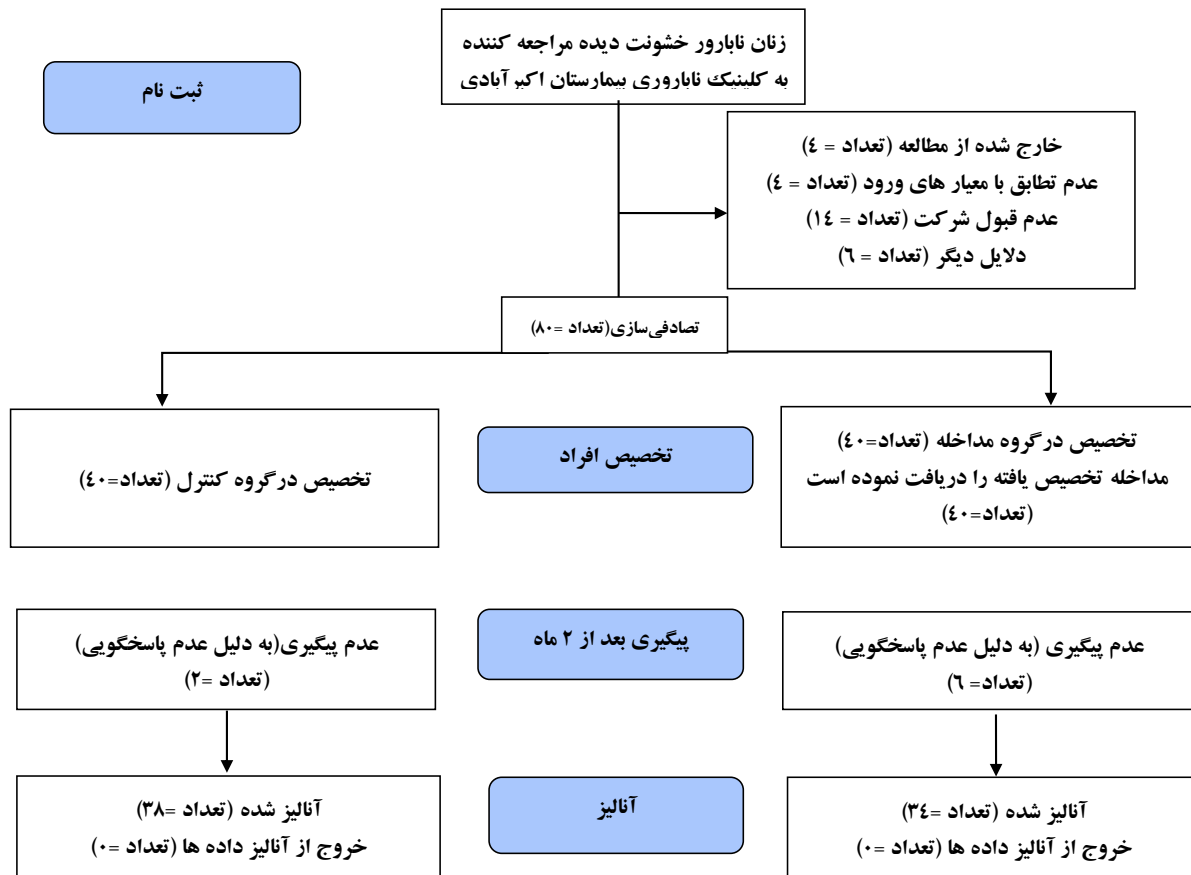 زنان نابارور خشونت دیده مراجعه کننده
به کلینیک ناباروری بیمارستان اکبرآبادی
ثبت نام
خارج شده از مطالعه (تعداد = ٤)
عدم تطابق با معیار های ورود (تعداد = ٤)
عدم قبول شرکت (تعداد = ١٤)
دلایل دیگر (تعداد = ٦)
تصادفی‌سازی(تعداد =٨٠)
تخصیص درگروه مداخله (تعداد=٤٠)
مداخله تخصیص یافته را دریافت نموده است
(تعداد=٤٠)
تخصیص افراد
تخصیص درگروه کنترل (تعداد=٤٠)
عدم پیگیری (به دلیل عدم پاسخگویی)
(تعداد= ٦)
پیگیری بعد از ٢ ماه
عدم پیگیری(به دلیل عدم پاسخگویی)
(تعداد =٢)
آنالیز شده (تعداد =٣٤)
خروج از آنالیز داده ها (تعداد =٠)
آنالیز
آنالیز شده (تعداد =٣٨)
خروج از آنالیز داده ها (تعداد =٠)